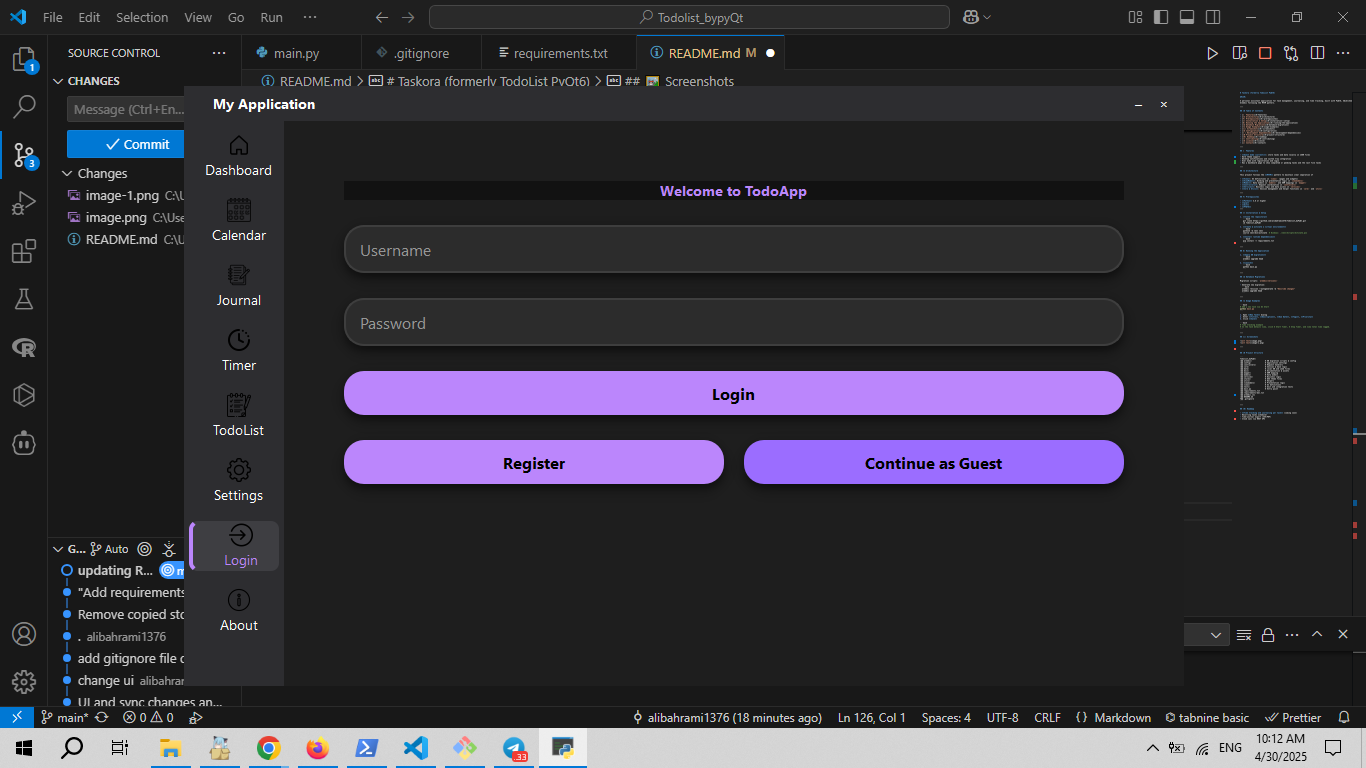 File Edit Selection View Go Run ··· Todolist_bypyQt
SOURCE CONTROL ···
main.py .gitignore requirements.txt README.md M
CHANGES
README.md > # Taskora (formerly TodoList PyQt6) > ## Screenshots
Message (Ctrl+En...
Commit
Changes
image-1.png C:\U
image.png C:\Use
README.md C:\U
My Application
Dashboard
Calendar
Journal
Timer
TodoList
Settings
Login
About
Welcome to TodoApp
Username
Password
Login
Register Continue as Guest
G... Auto
updating R...
"Add requirements
Remove copied sto
. alibahrami1376
add gitignore file c
change ui alibahrar
UI and sync changes an...
main* 0 0
alibahrami1376 (18 minutes ago) Ln 126, Col 1 Spaces: 4 UTF-8 CRLF {} Markdown tabnine basic Prettier
33
ENG
10:12 AM
4/30/2025
1
3